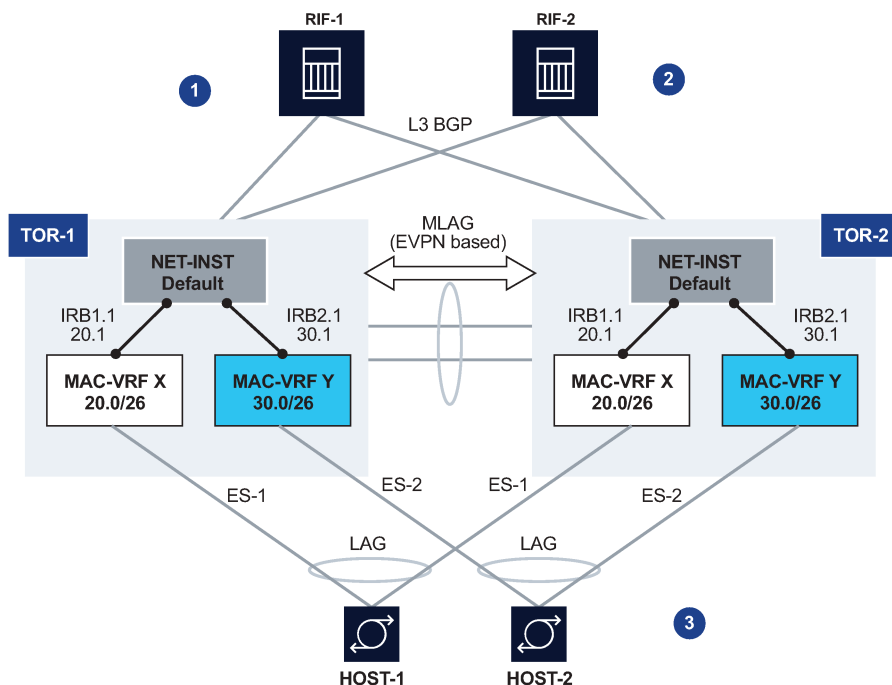 RIF-1
RIF-2
1
2
L3 BGP
TOR-1
MLAG
(EVPN based)
TOR-2
NET-INST
Default
NET-INST
Default
IRB1.1
20.1
IRB2.1
30.1
IRB1.1
20.1
IRB2.1
30.1
MAC-VRF X
20.0/26
MAC-VRF Y
30.0/26
MAC-VRF X
20.0/26
MAC-VRF Y
30.0/26
ES-1
ES-2
ES-1
ES-2
LAG
LAG
3
HOST-1
HOST-2